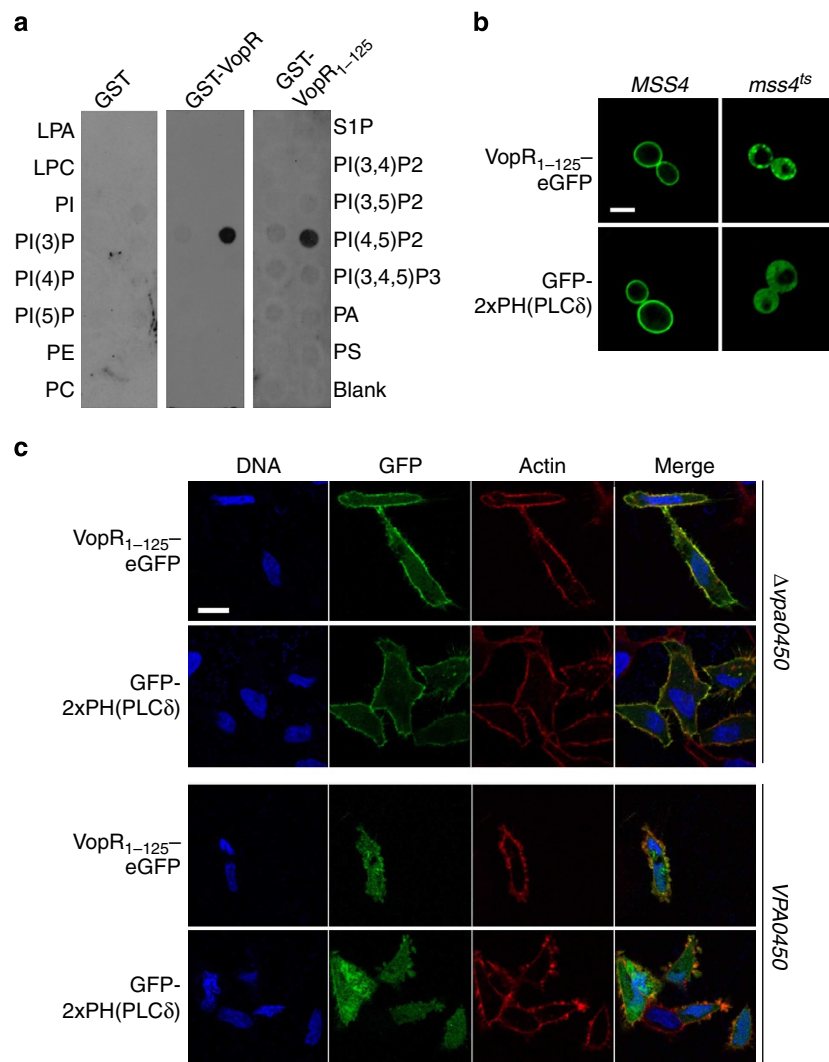 a
GST
GST-VopR
GST-
VopR1–125
LPA
LPC
PI
PI(3)P
PI(4)P
PI(5)P
PE
PC
S1P
PI(3,4)P2
PI(3,5)P2
PI(4,5)P2
PI(3,4,5)P3
PA
PS
Blank
b
MSS4
mss4ts
VopR1–125–
eGFP
GFP-
2xPH(PLCδ)
c
DNA
GFP
Actin
Merge
VopR1–125–
eGFP
GFP-
2xPH(PLCδ)
Δvpa0450
VopR1–125–
eGFP
GFP-
2xPH(PLCδ)
VPA0450